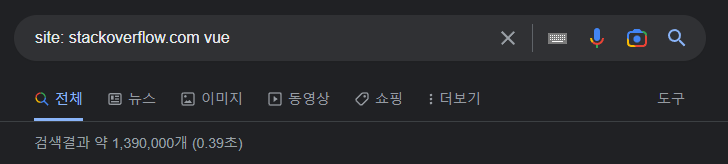 site: stackoverflow.com vue
전체 뉴스 이미지 동영상 쇼핑 더보기 도구
검색결과 약 1,390,000개 (0.39초)